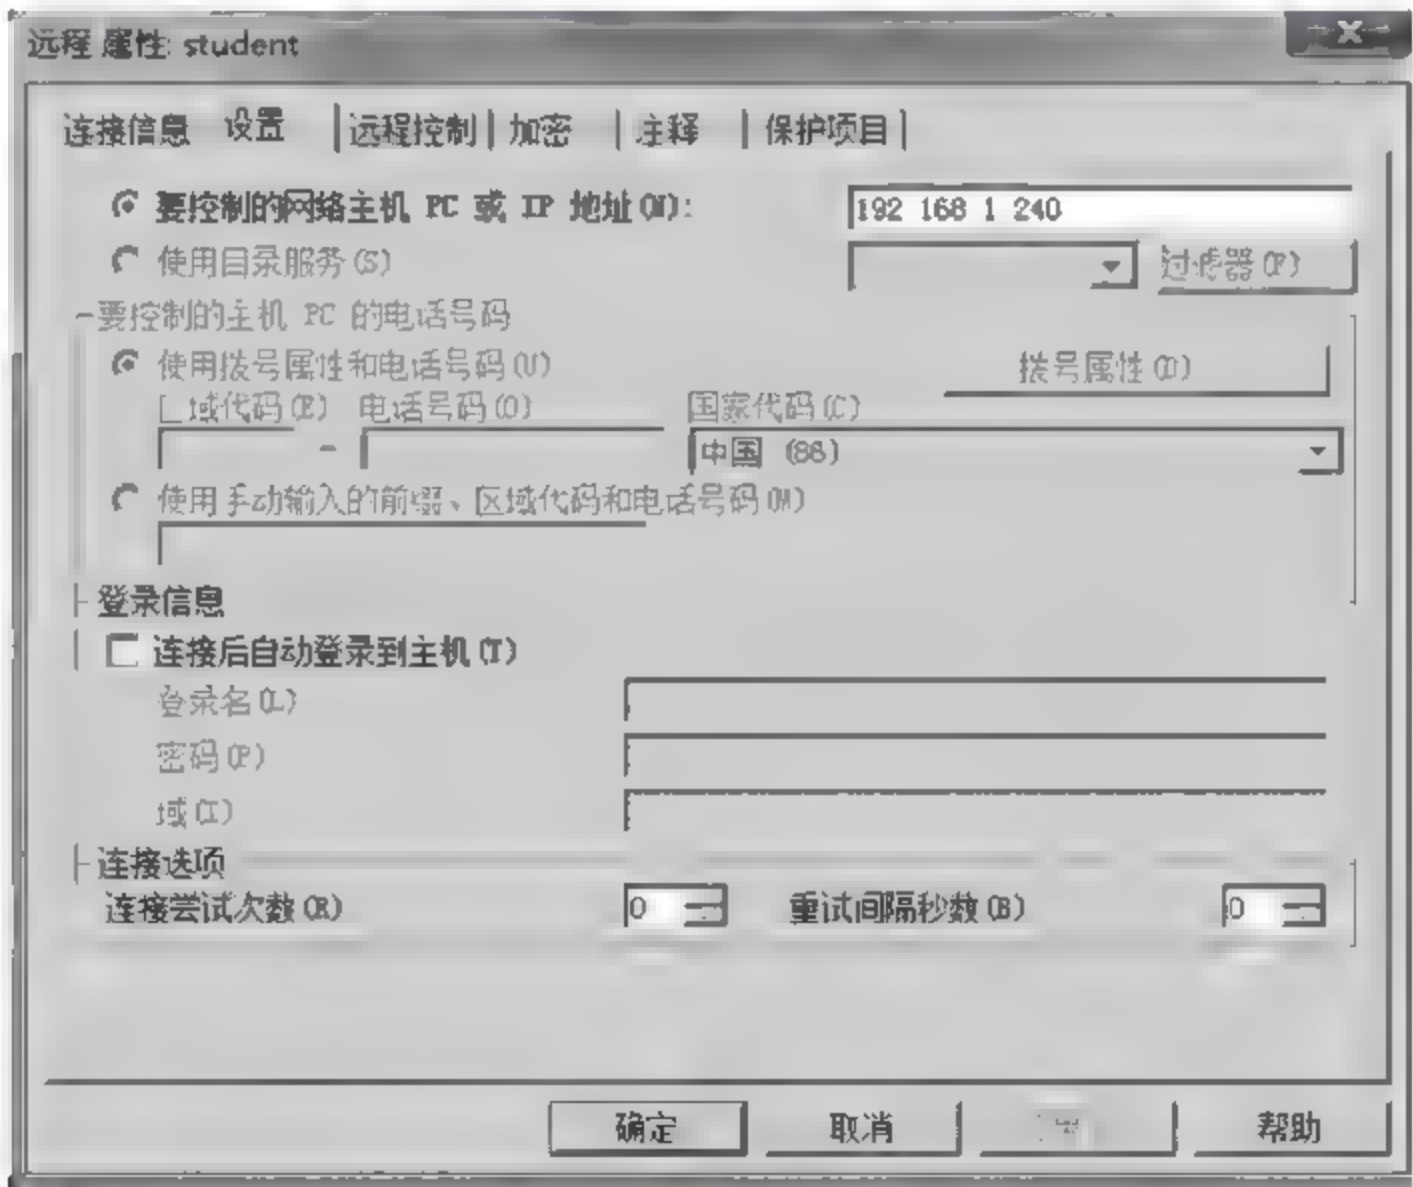 远程 属性: student
连接信息 设置 远程控制 加密 注释 保护项目
要控制的网络主机 PC 或 IP 地址(N): 192 168 1 240
使用目录服务(S) 过滤器(F)
要控制的主机 PC 的电话号码
使用拨号属性和电话号码(U) 拨号属性(D)
区域代码(E) 电话号码(O) 国家代码(C)
- 中国 (86)
使用手动输入的前缀、区域代码和电话号码(M)
登录信息
连接后自动登录到主机(T)
登录名(L)
密码(P)
域(I)
连接选项
连接尝试次数(R) 0 重试间隔秒数(B) 0
确定 取消 帮助